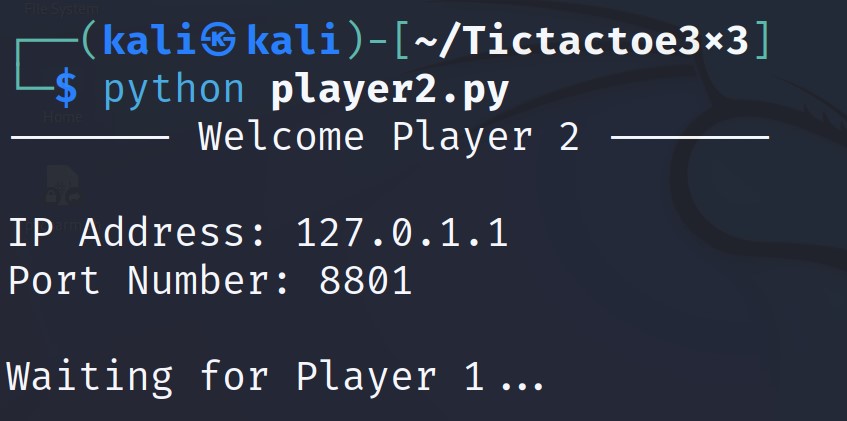 File System
┌──(kali㉿kali)-[~/Tictactoe3×3]
└─$ python player2.py
Home
———————— Welcome Player 2 ————————
IP Address: 127.0.1.1
Port Number: 8801
Waiting for Player 1...